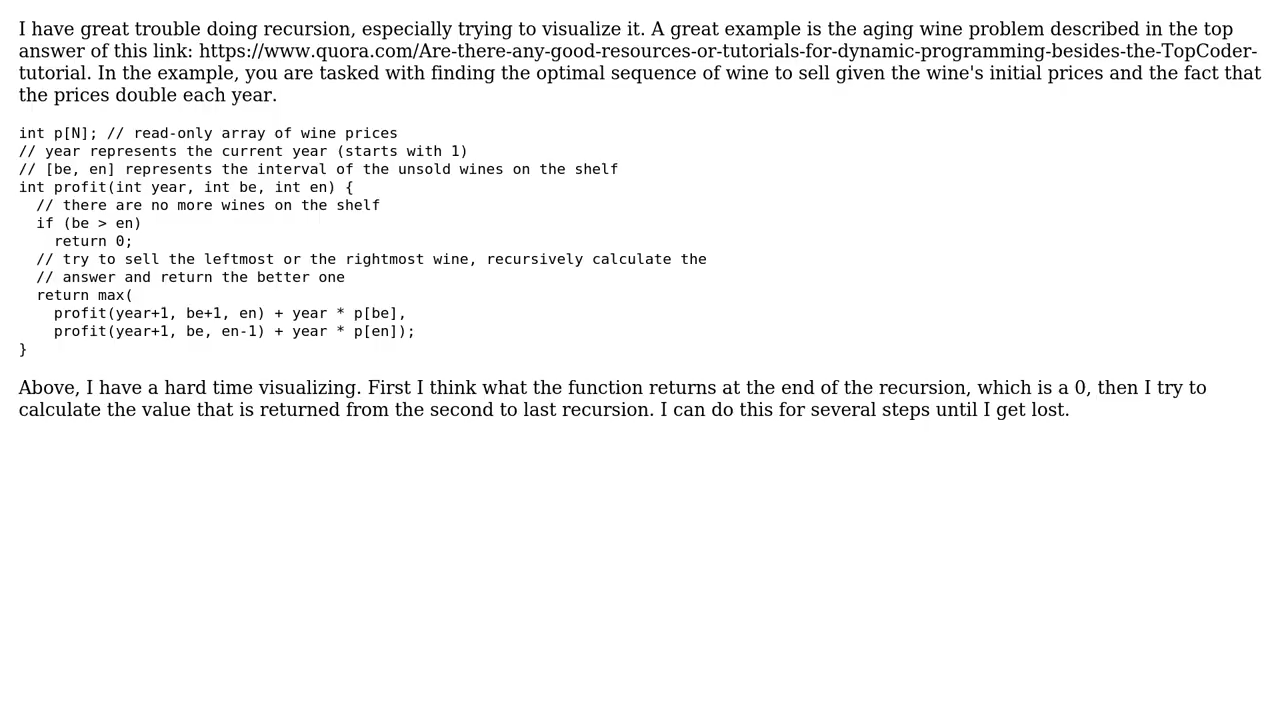 I have great trouble doing recursion, especially trying to visualize it. A great example is the aging wine problem described in the top
answer of this link: https://www.quora.com/Are-there-any-good-resources-or-tutorials-for-dynamic-programming-besides-the-TopCoder-
tutorial. In the example, you are tasked with finding the optimal sequence of wine to sell given the wine's initial prices and the fact that
the prices double each year.
int p[N]; // read-only array of wine prices
// year represents the current year (starts with 1)
// [be, en] represents the interval of the unsold wines on the shelf
int profit(int year, int be, int en) {
  // there are no more wines on the shelf
  if (be > en)
    return 0;
  // try to sell the leftmost or the rightmost wine, recursively calculate the
  // answer and return the better one
  return max(
    profit(year+1, be+1, en) + year * p[be],
    profit(year+1, be, en-1) + year * p[en]);
}
Above, I have a hard time visualizing. First I think what the function returns at the end of the recursion, which is a 0, then I try to
calculate the value that is returned from the second to last recursion. I can do this for several steps until I get lost.